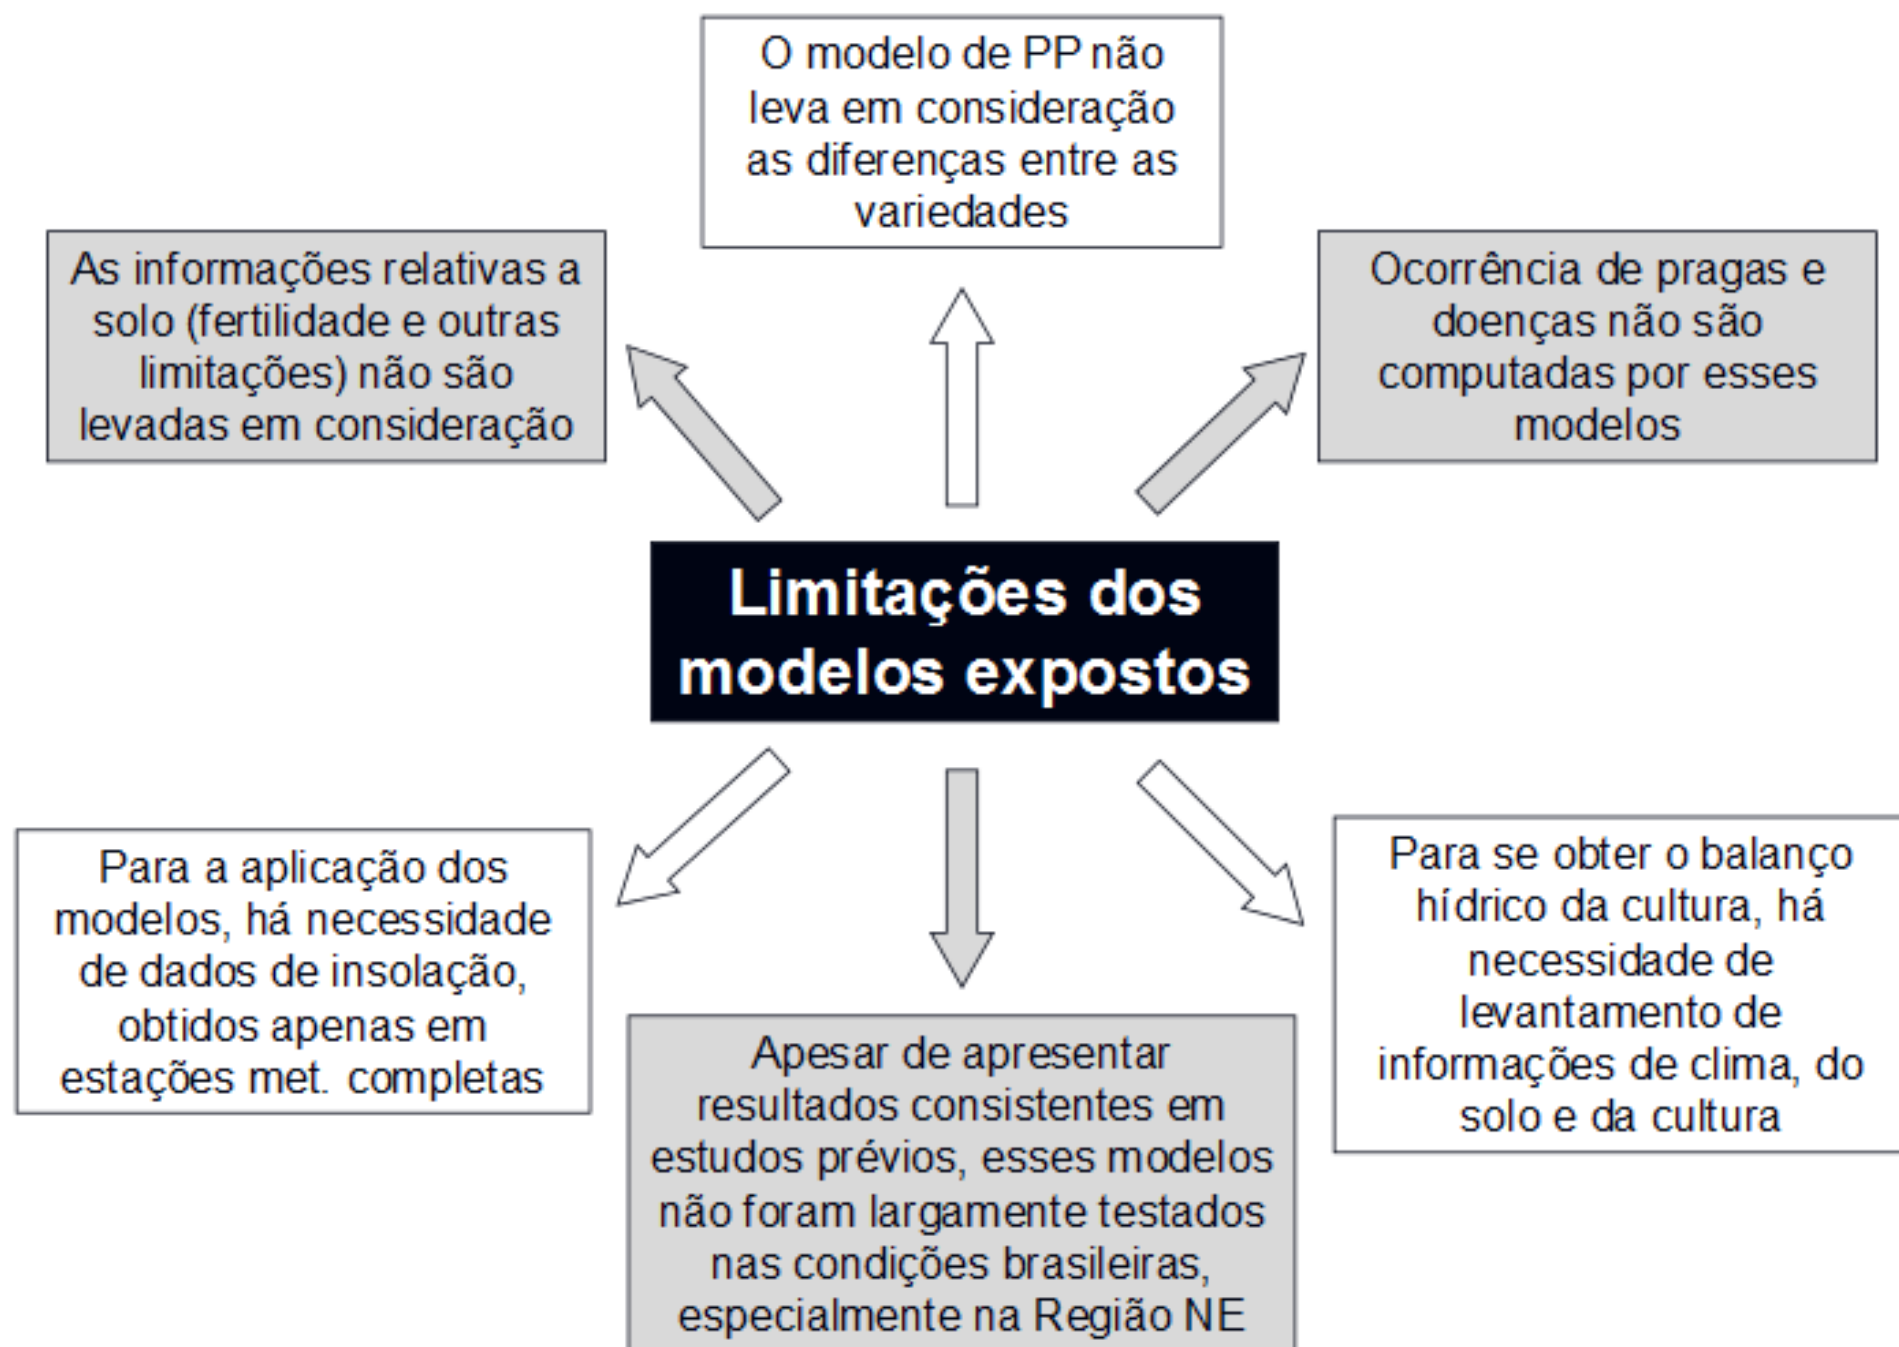 O modelo de PP não
leva em consideração
as diferenças entre as
variedades
As informações relativas a
solo (fertilidade e outras
limitações) não são
levadas em consideração
Ocorrência de pragas e
doenças não são
computadas por esses
modelos
Limitações dos
modelos expostos
Para a aplicação dos
modelos, há necessidade
de dados de insolação,
obtidos apenas em
estações met. completas
Apesar de apresentar
resultados consistentes em
estudos prévios, esses modelos
não foram largamente testados
nas condições brasileiras,
especialmente na Região NE
Para se obter o balanço
hídrico da cultura, há
necessidade de
levantamento de
informações de clima, do
solo e da cultura